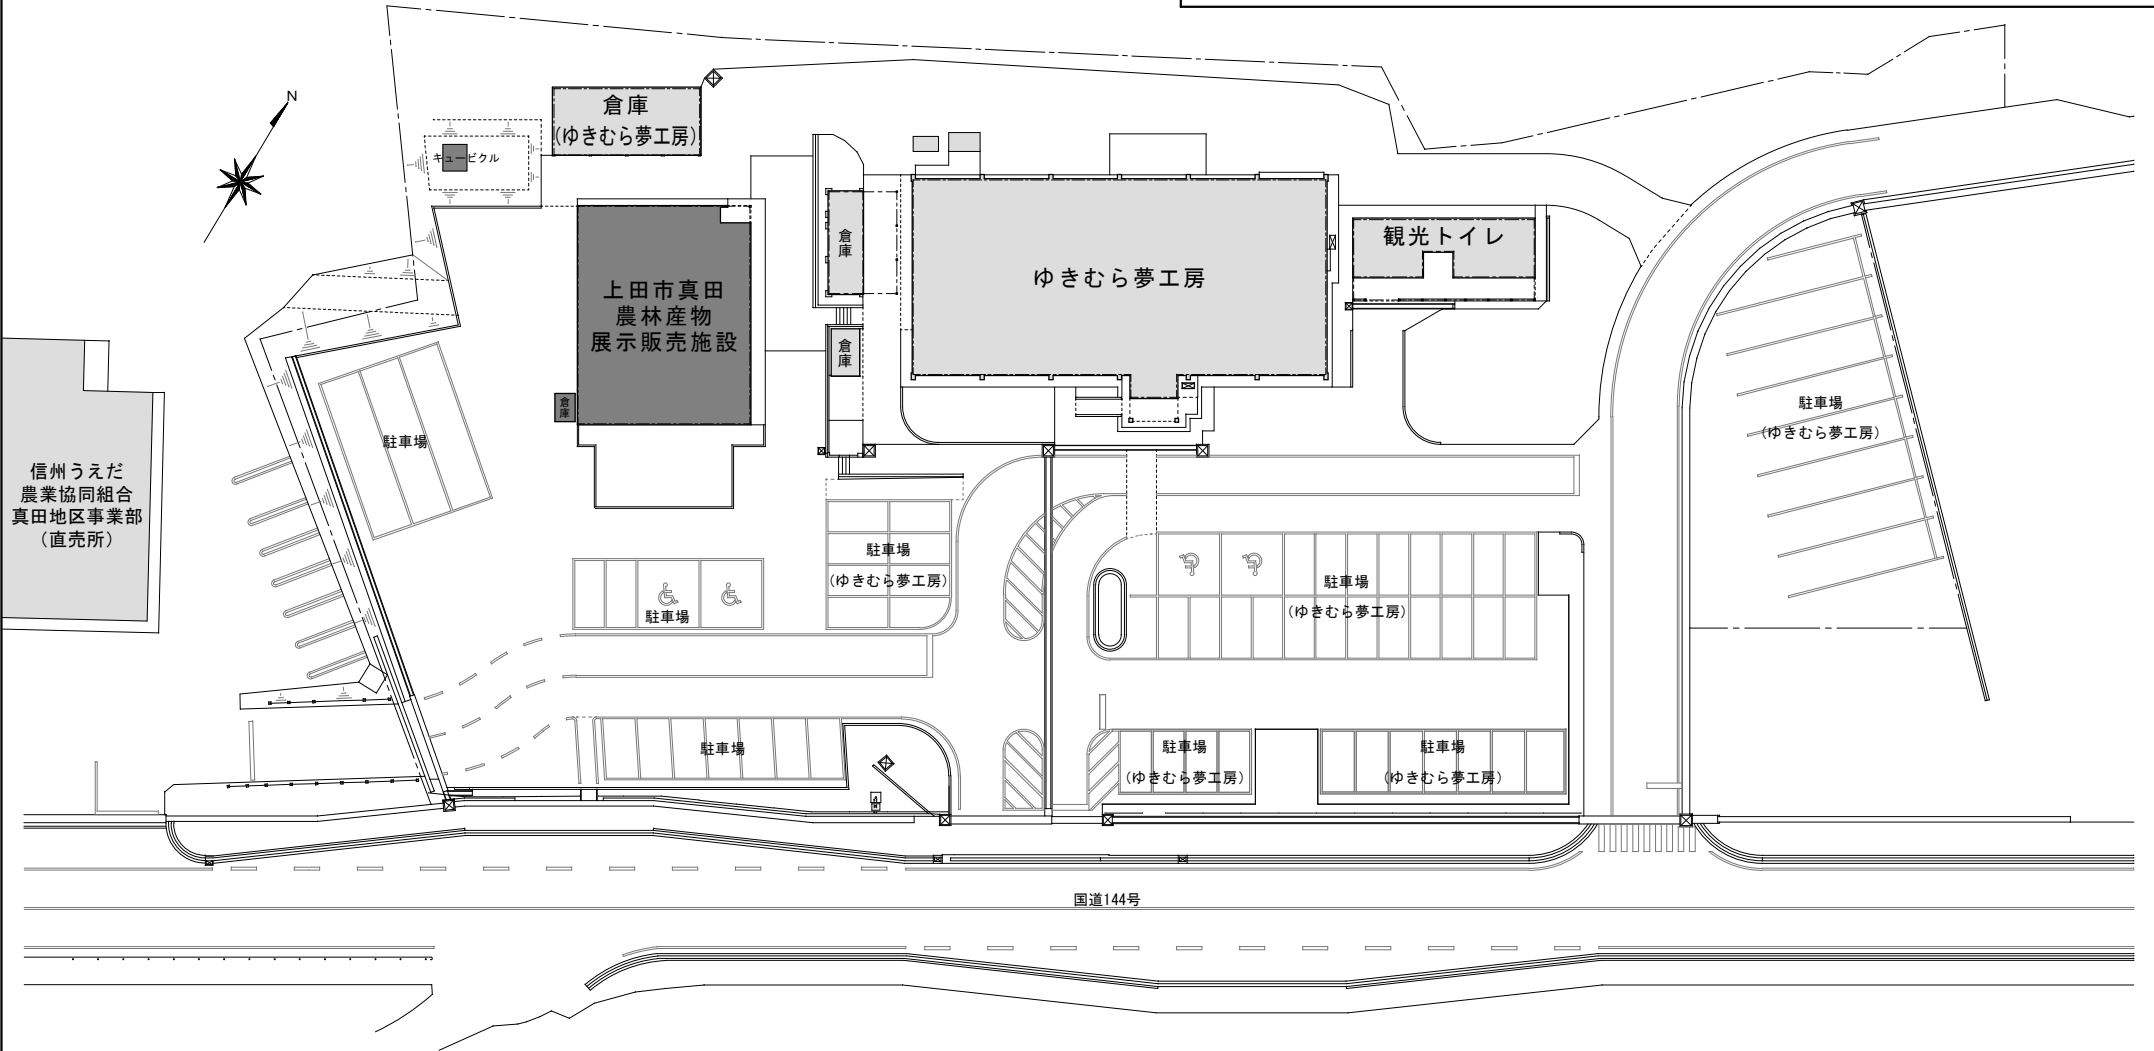 N
倉庫
(ゆきむら夢工房)
キュービクル
倉庫
観光トイレ
ゆきむら夢工房
上田市真田
農林産物
展示販売施設
倉庫
倉庫
駐車場
駐車場
(ゆきむら夢工房)
信州うえだ
農業協同組合
真田地区事業部
(直売所)
駐車場
(ゆきむら夢工房)
駐車場
(ゆきむら夢工房)
駐車場
駐車場
駐車場
(ゆきむら夢工房)
駐車場
(ゆきむら夢工房)
国道144号